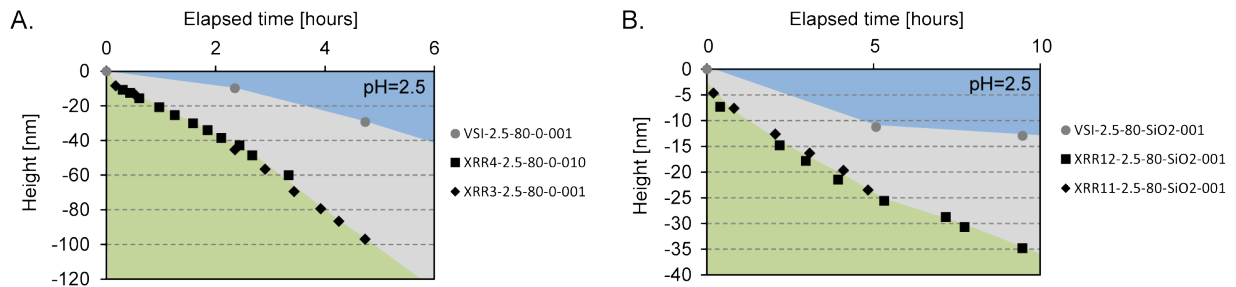 A.
Elapsed time [hours]
0 2 4 6
Height [nm]
0
-20
-40
-60
-80
-100
-120
pH=2.5
VSI-2.5-80-0-001
XRR4-2.5-80-0-010
XRR3-2.5-80-0-001
B.
Elapsed time [hours]
0 5 10
Height [nm]
0
-5
-10
-15
-20
-25
-30
-35
-40
pH=2.5
VSI-2.5-80-SiO2-001
XRR12-2.5-80-SiO2-001
XRR11-2.5-80-SiO2-001